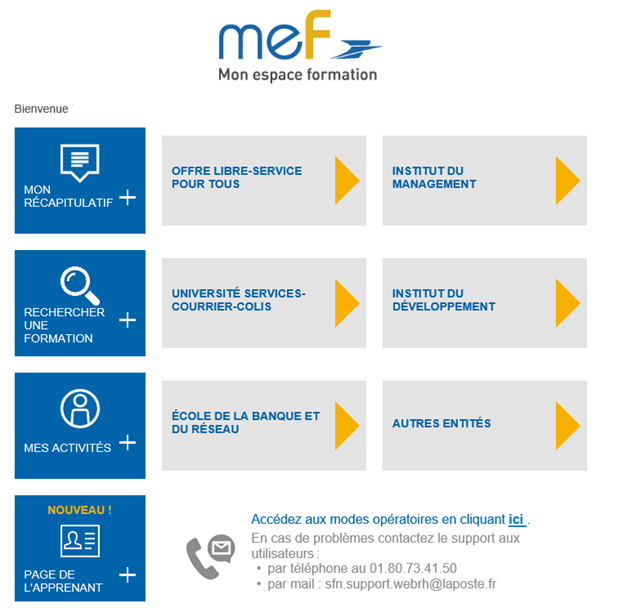 meF
Mon espace formation
Bienvenue
MON
RÉCAPITULATIF
OFFRE LIBRE-SERVICE
POUR TOUS
INSTITUT DU
MANAGEMENT
RECHERCHER
UNE
FORMATION
UNIVERSITÉ SERVICES-
COURRIER-COLIS
INSTITUT DU
DÉVELOPPEMENT
MES ACTIVITÉS
ÉCOLE DE LA BANQUE ET
DU RÉSEAU
AUTRES ENTITÉS
NOUVEAU !
PAGE DE
L'APPRENANT
Accédez aux modes opératoires en cliquant ici .
En cas de problèmes contactez le support aux
utilisateurs :
• par téléphone au 01.80.73.41.50
• par mail : sfn.support.webrh@laposte.fr